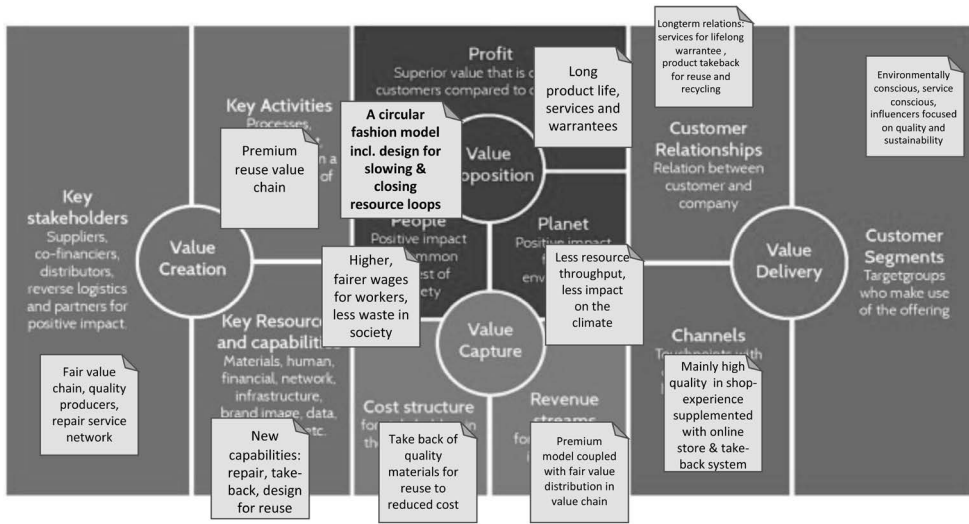 Key
stakeholders
Suppliers,
co-financiers,
distributors,
reverse logistics
and partners for
positive impact.
Fair value
chain, quality
producers,
repair service
network
Value
Creation
Key Activities
Processes,
Premium
reuse value
chain
Key Resour
and capabilities
Materials, human,
financial, network,
infrastructure,
brand image, data,
etc.
New
capabilities:
repair, take-
back, design
for reuse
Profit
Superior value that is
customers compared to
Long
product life,
services and
warrantees
A circular
fashion model
incl. design for
slowing &
closing
resource loops
Value
oposition
People
Positive impact
Higher,
fairer wages
for workers,
less waste in
society
Planet
Positive impact
Less resource
throughput,
less impact
on the
climate
Value
Capture
Cost structure
Take back of
quality
materials for
reuse to
reduced cost
Revenue
streams
Premium
model coupled
with fair value
distribution in
value chain
Longterm relations:
services for lifelong
warrantee ,
product takeback
for reuse and
recycling
Customer
Relationships
Relation between
customer and
company
Value
Delivery
Channels
Mainly high
quality in shop-
experience
supplemented
with online
store & take-
back system
Environmentally
conscious, service
conscious,
influencers focused
on quality and
sustainability
Customer
Segments
Targetgroups
who make use
of the offering